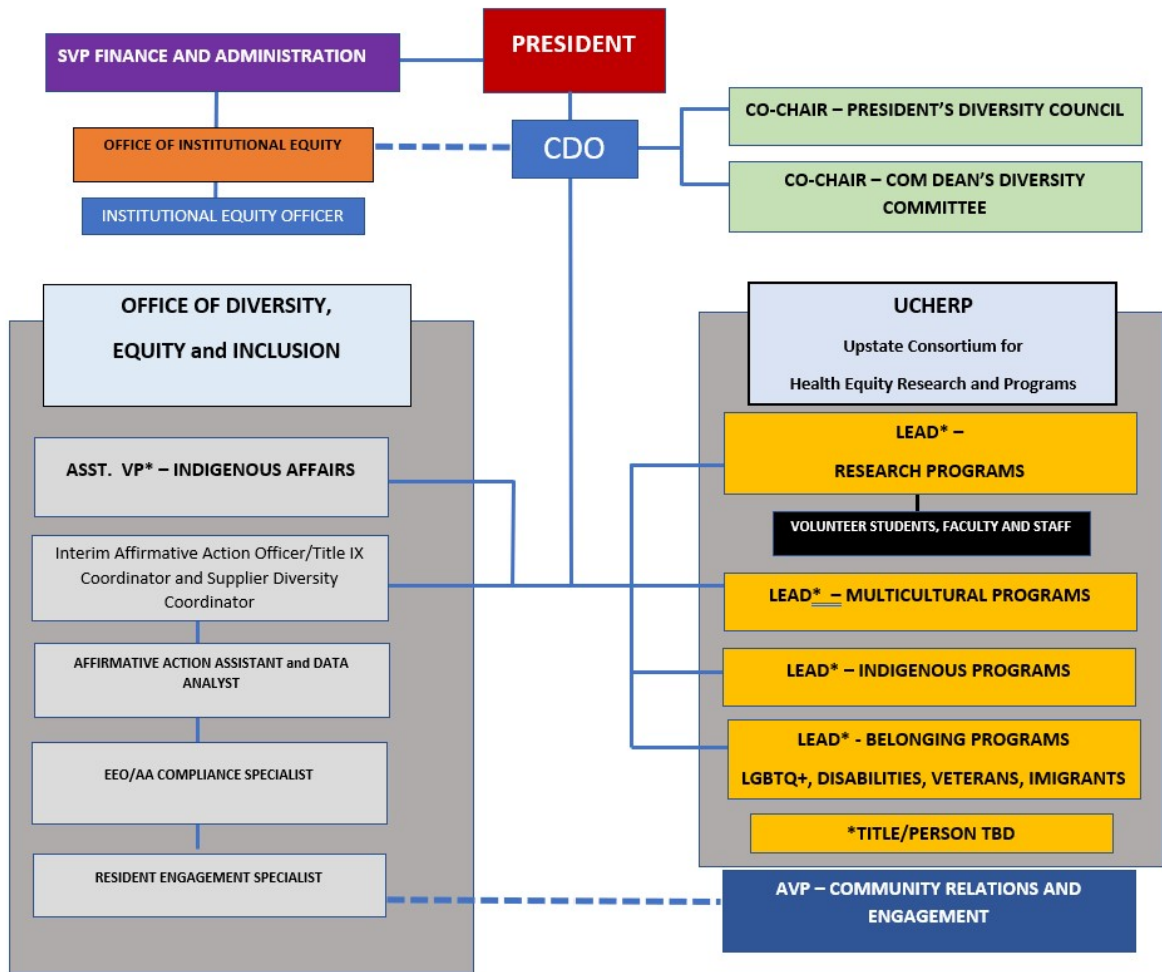 PRESIDENT
SVP FINANCE AND ADMINISTRATION
CO-CHAIR – PRESIDENT’S DIVERSITY COUNCIL
OFFICE OF INSTITUTIONAL EQUITY
CDO
CO-CHAIR – COM DEAN’S DIVERSITY
COMMITTEE
INSTITUTIONAL EQUITY OFFICER
OFFICE OF DIVERSITY,
EQUITY and INCLUSION
ASST. VP* – INDIGENOUS AFFAIRS
Interim Affirmative Action Officer/Title IX
Coordinator and Supplier Diversity
Coordinator
AFFIRMATIVE ACTION ASSISTANT and DATA
ANALYST
EEO/AA COMPLIANCE SPECIALIST
RESIDENT ENGAGEMENT SPECIALIST
UCHERP
Upstate Consortium for
Health Equity Research and Programs
LEAD* –
RESEARCH PROGRAMS
VOLUNTEER STUDENTS, FACULTY AND STAFF
LEAD* – MULTICULTURAL PROGRAMS
LEAD* – INDIGENOUS PROGRAMS
LEAD* - BELONGING PROGRAMS
LGBTQ+, DISABILITIES, VETERANS, IMIGRANTS
*TITLE/PERSON TBD
AVP – COMMUNITY RELATIONS AND
ENGAGEMENT